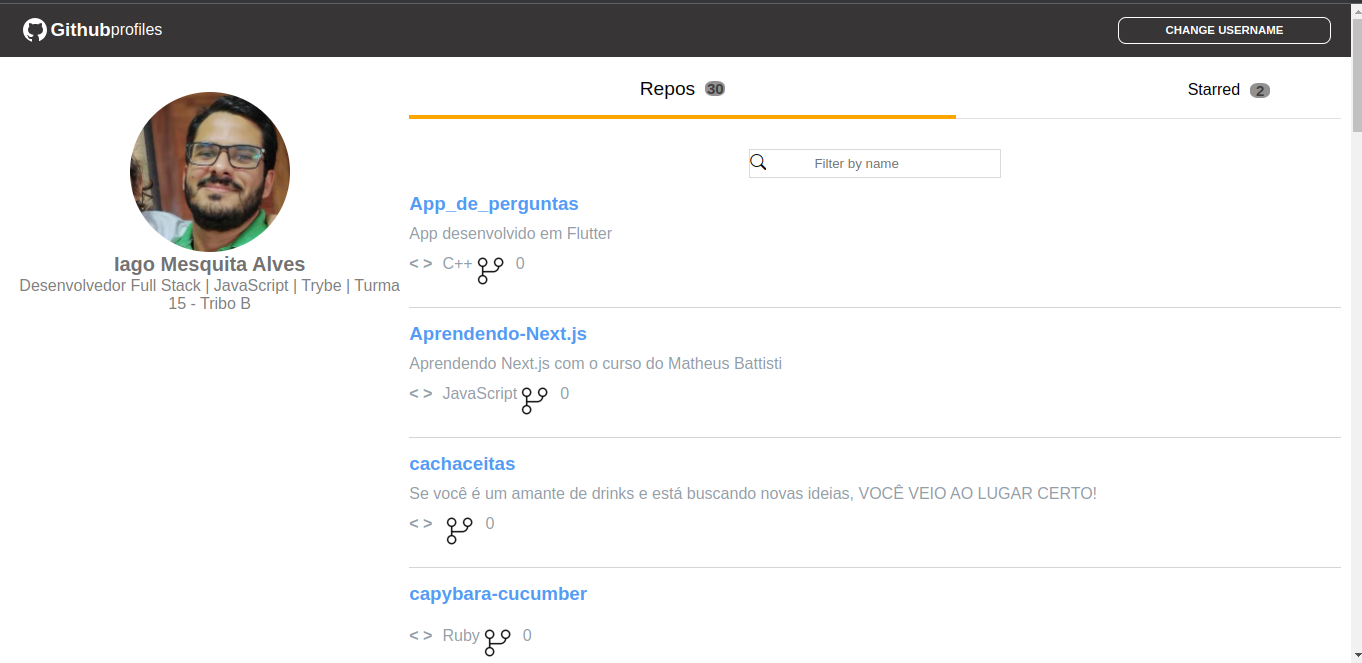 Githubprofiles
CHANGE USERNAME
Repos 30
Starred 2
Filter by name
Iago Mesquita Alves
Desenvolvedor Full Stack | JavaScript | Trybe | Turma
15 - Tribo B
App_de_perguntas
App desenvolvido em Flutter
< > C++ 0
Aprendendo-Next.js
Aprendendo Next.js com o curso do Matheus Battisti
< > JavaScript 0
cachaceitas
Se você é um amante de drinks e está buscando novas ideias, VOCÊ VEIO AO LUGAR CERTO!
< > 0
capybara-cucumber
< > Ruby 0